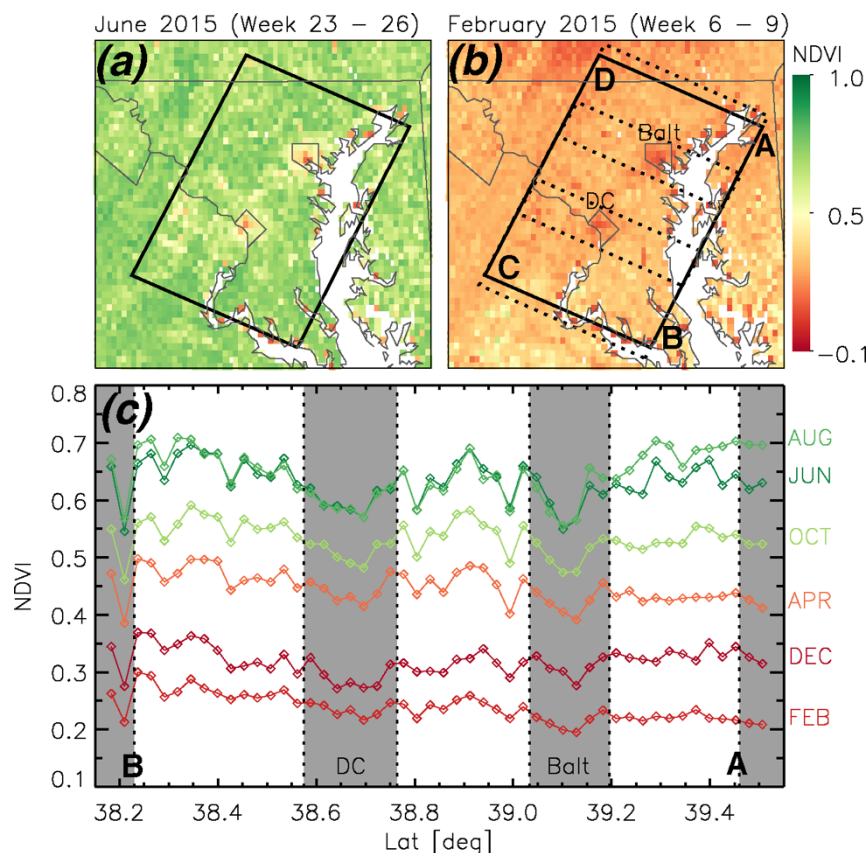 June 2015 (Week 23 - 26)
February 2015 (Week 6 - 9)
NDVI
(a)
(b)
D
A
Balt
DC
C
B
1.0
0.5
-0.1
(c)
0.8
0.7
0.6
0.5
0.4
0.3
0.2
0.1
NDVI
AUG
JUN
OCT
APR
DEC
FEB
B
DC
Balt
A
38.2 38.4 38.6 38.8 39.0 39.2 39.4
Lat [deg]